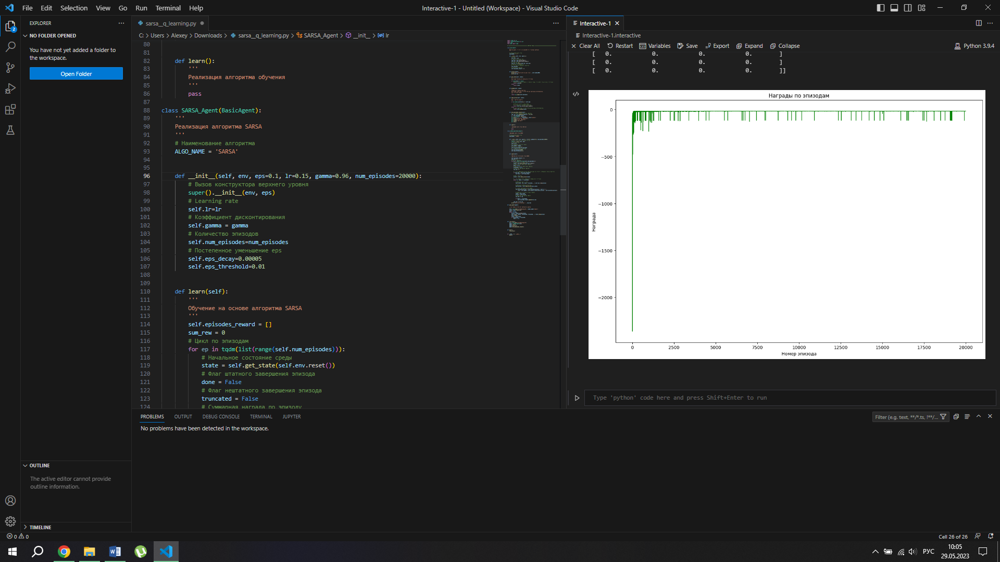 File Edit Selection View Go Run Terminal Help
Interactive-1 - Untitled (Workspace) - Visual Studio Code
EXPLORER
NO FOLDER OPENED
You have not yet added a folder to
the workspace.
Open Folder
OUTLINE
The active editor cannot provide
outline information.
TIMELINE
sarsa__q_learning.py
C: > Users > Alexey > Downloads > sarsa__q_learning.py > SARSA_Agent > __init__ > lr
80
81
82 def learn():
83 '''
84 Реализация алгоритма обучения
85 '''
86 pass
87
88 class SARSA_Agent(BasicAgent):
89 '''
90 Реализация алгоритма SARSA
91 '''
92 # Наименование алгоритма
93 ALGO_NAME = 'SARSA'
94
95
96 def __init__(self, env, eps=0.1, lr=0.15, gamma=0.96, num_episodes=20000):
97 # Вызов конструктора верхнего уровня
98 super().__init__(env, eps)
99 # Learning rate
100 self.lr=lr
101 # Коэффициент дисконтирования
102 self.gamma = gamma
103 # Количество эпизодов
104 self.num_episodes=num_episodes
105 # Постепенное уменьшение eps
106 self.eps_decay=0.00005
107 self.eps_threshold=0.01
108
109
110 def learn(self):
111 '''
112 Обучение на основе алгоритма SARSA
113 '''
114 self.episodes_reward = []
115 sum_rew = 0
116 # Цикл по эпизодам
117 for ep in tqdm(list(range(self.num_episodes))):
118 # Начальное состояние среды
119 state = self.get_state(self.env.reset())
120 # Флаг штатного завершения эпизода
121 done = False
122 # Флаг нештатного завершения эпизода
123 truncated = False
124 # Суммарная награда по эпизоду
Interactive-1
Interactive-1.interactive
Clear All Restart Variables Save Export Expand Collapse Python 3.9.4
[ 0. 0. 0. 0. ]
[ 0. 0. 0. 0. ]
[ 0. 0. 0. 0. ]]
Награды по эпизодам
0
−500
−1000
−1500
−2000
Награда
0 2500 5000 7500 10000 12500 15000 17500 20000
Номер эпизода
Type 'python' code here and press Shift+Enter to run
PROBLEMS OUTPUT DEBUG CONSOLE TERMINAL JUPYTER
Filter (e.g. text, **/*.ts, !**/...
No problems have been detected in the workspace.
0 0
Cell 26 of 26
РУС
10:05
29.05.2023